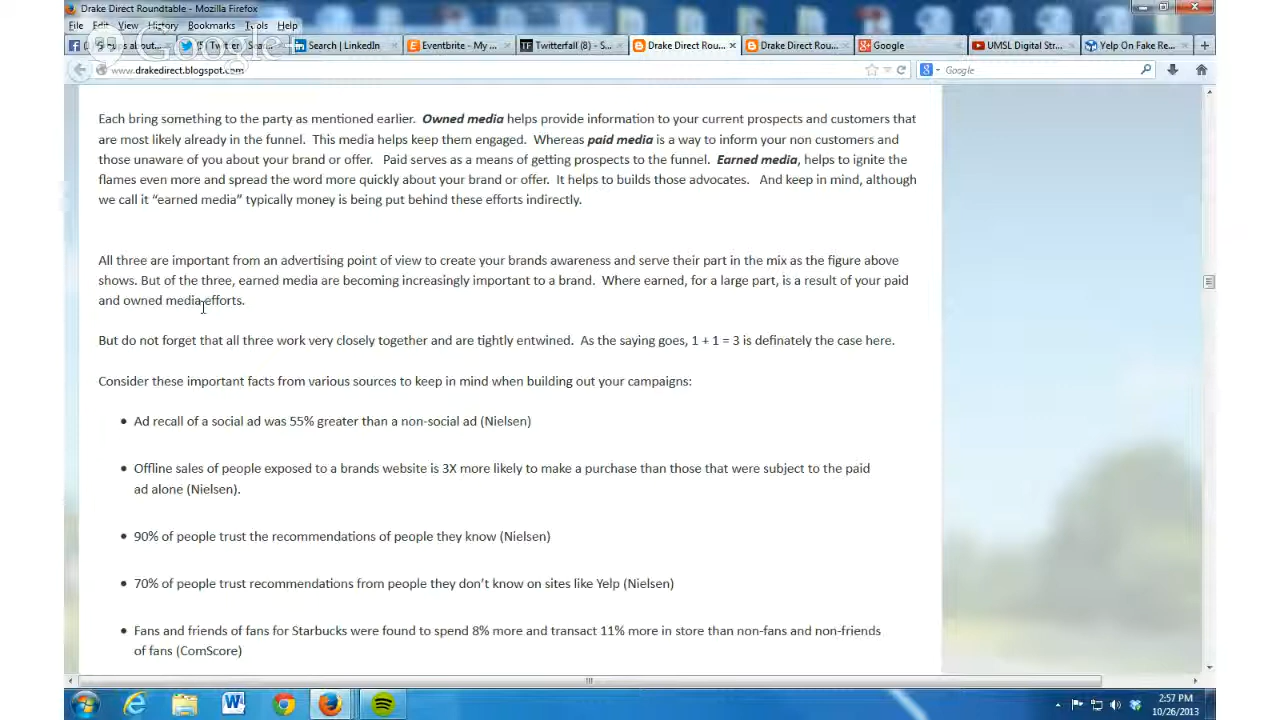 Drake Direct Roundtable - Mozilla Firefox
File Edit View History Bookmarks Tools Help
Search | LinkedIn
Eventbrite - My ...
Twitterfall (4) - S...
Drake Direct Rou...
Drake Direct Rou...
Google
UMSL Digital Str...
Yelp On Fake Re...
www.drakedirect.blogspot.com
Google
Google+
Each bring something to the party as mentioned earlier. Owned media helps provide information to your current prospects and customers that
are most likely already in the funnel. This media helps keep them engaged. Whereas paid media is a way to inform your non customers and
those unaware of you about your brand or offer. Paid serves as a means of getting prospects to the funnel. Earned media, helps to ignite the
flames even more and spread the word more quickly about your brand or offer. It helps to builds those advocates. And keep in mind, although
we call it “earned media” typically money is being put behind these efforts indirectly.
All three are important from an advertising point of view to create your brands awareness and serve their part in the mix as the figure above
shows. But of the three, earned media are becoming increasingly important to a brand. Where earned, for a large part, is a result of your paid
and owned media efforts.
But do not forget that all three work very closely together and are tightly entwined. As the saying goes, 1 + 1 = 3 is definately the case here.
Consider these important facts from various sources to keep in mind when building out your campaigns:
• Ad recall of a social ad was 55% greater than a non-social ad (Nielsen)
• Offline sales of people exposed to a brands website is 3X more likely to make a purchase than those that were subject to the paid
ad alone (Nielsen).
• 90% of people trust the recommendations of people they know (Nielsen)
• 70% of people trust recommendations from people they don’t know on sites like Yelp (Nielsen)
• Fans and friends of fans for Starbucks were found to spend 8% more and transact 11% more in store than non-fans and non-friends
of fans (ComScore)
2:57 PM
10/26/2013